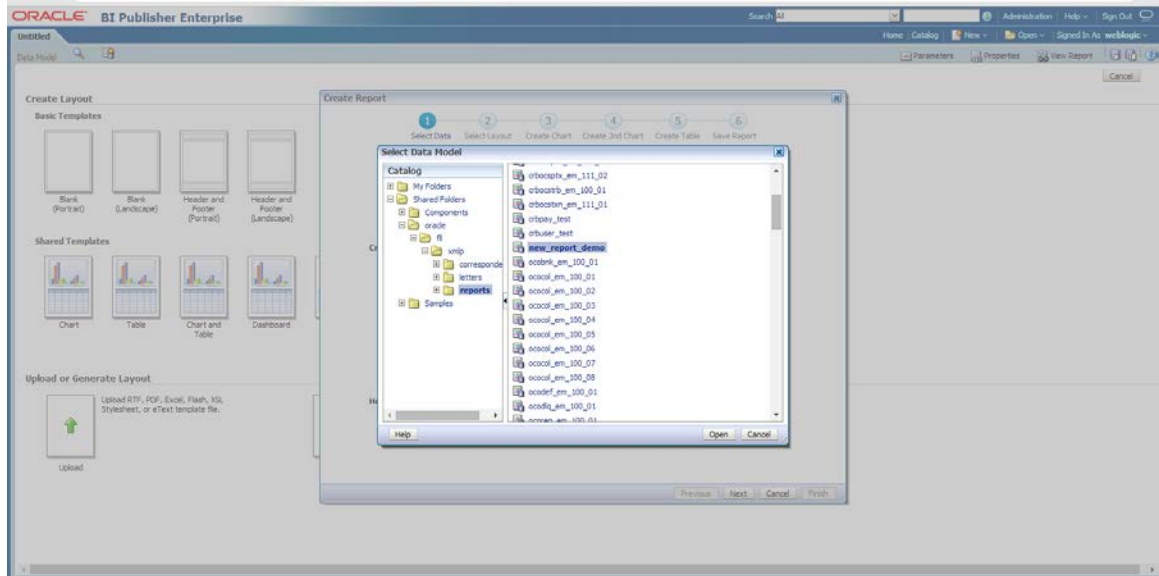 ORACLE BI Publisher Enterprise
Search All
Administration Help Sign Out
Untitled
Home Catalog New Open Signed In As weblogic
Data Model
Parameters Properties View Report
Cancel
Create Layout
Basic Templates
Blank (Portrait)
Blank (Landscape)
Header and Footer (Portrait)
Header and Footer (Landscape)
Shared Templates
Chart
Table
Chart and Table
Dashboard
Upload or Generate Layout
Upload RTF, PDF, Excel, Flash, XSL Stylesheet, or eText template file.
Upload
Create Report
1 2 3 4 5 6
Select Data Select Layout Create Chart Create 2nd Chart Create Table Save Report
Select Data Model
Catalog
My Folders
Shared Folders
Components
oracle
fll
xmlp
corresponde
letters
reports
Samples
crbocsptx_em_111_02
crbocstrb_em_100_01
crbocstxn_em_111_01
crbpay_test
crbuser_test
new_report_demo
ocobnk_em_100_01
ococol_em_100_01
ococol_em_100_02
ococol_em_100_03
ococol_em_100_04
ococol_em_100_05
ococol_em_100_06
ococol_em_100_07
ococol_em_100_08
ocodef_em_100_01
ocodlq_em_100_01
Help
Open Cancel
Previous Next Cancel Finish